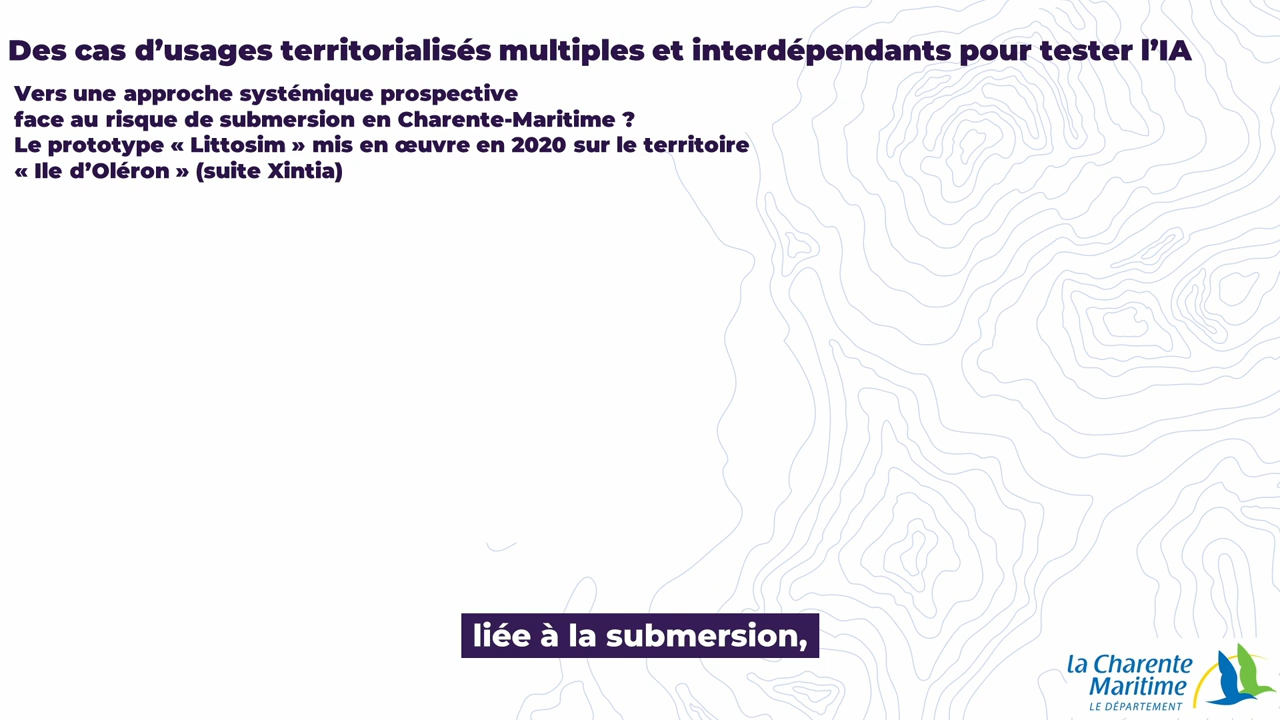 Des cas d’usages territorialisés multiples et interdépendants pour tester l’IA
Vers une approche systémique prospective
face au risque de submersion en Charente-Maritime ?
Le prototype « Littosim » mis en œuvre en 2020 sur le territoire
« Ile d’Oléron » (suite Xintia)
liée à la submersion,
la Charente
Maritime
LE DÉPARTEMENT